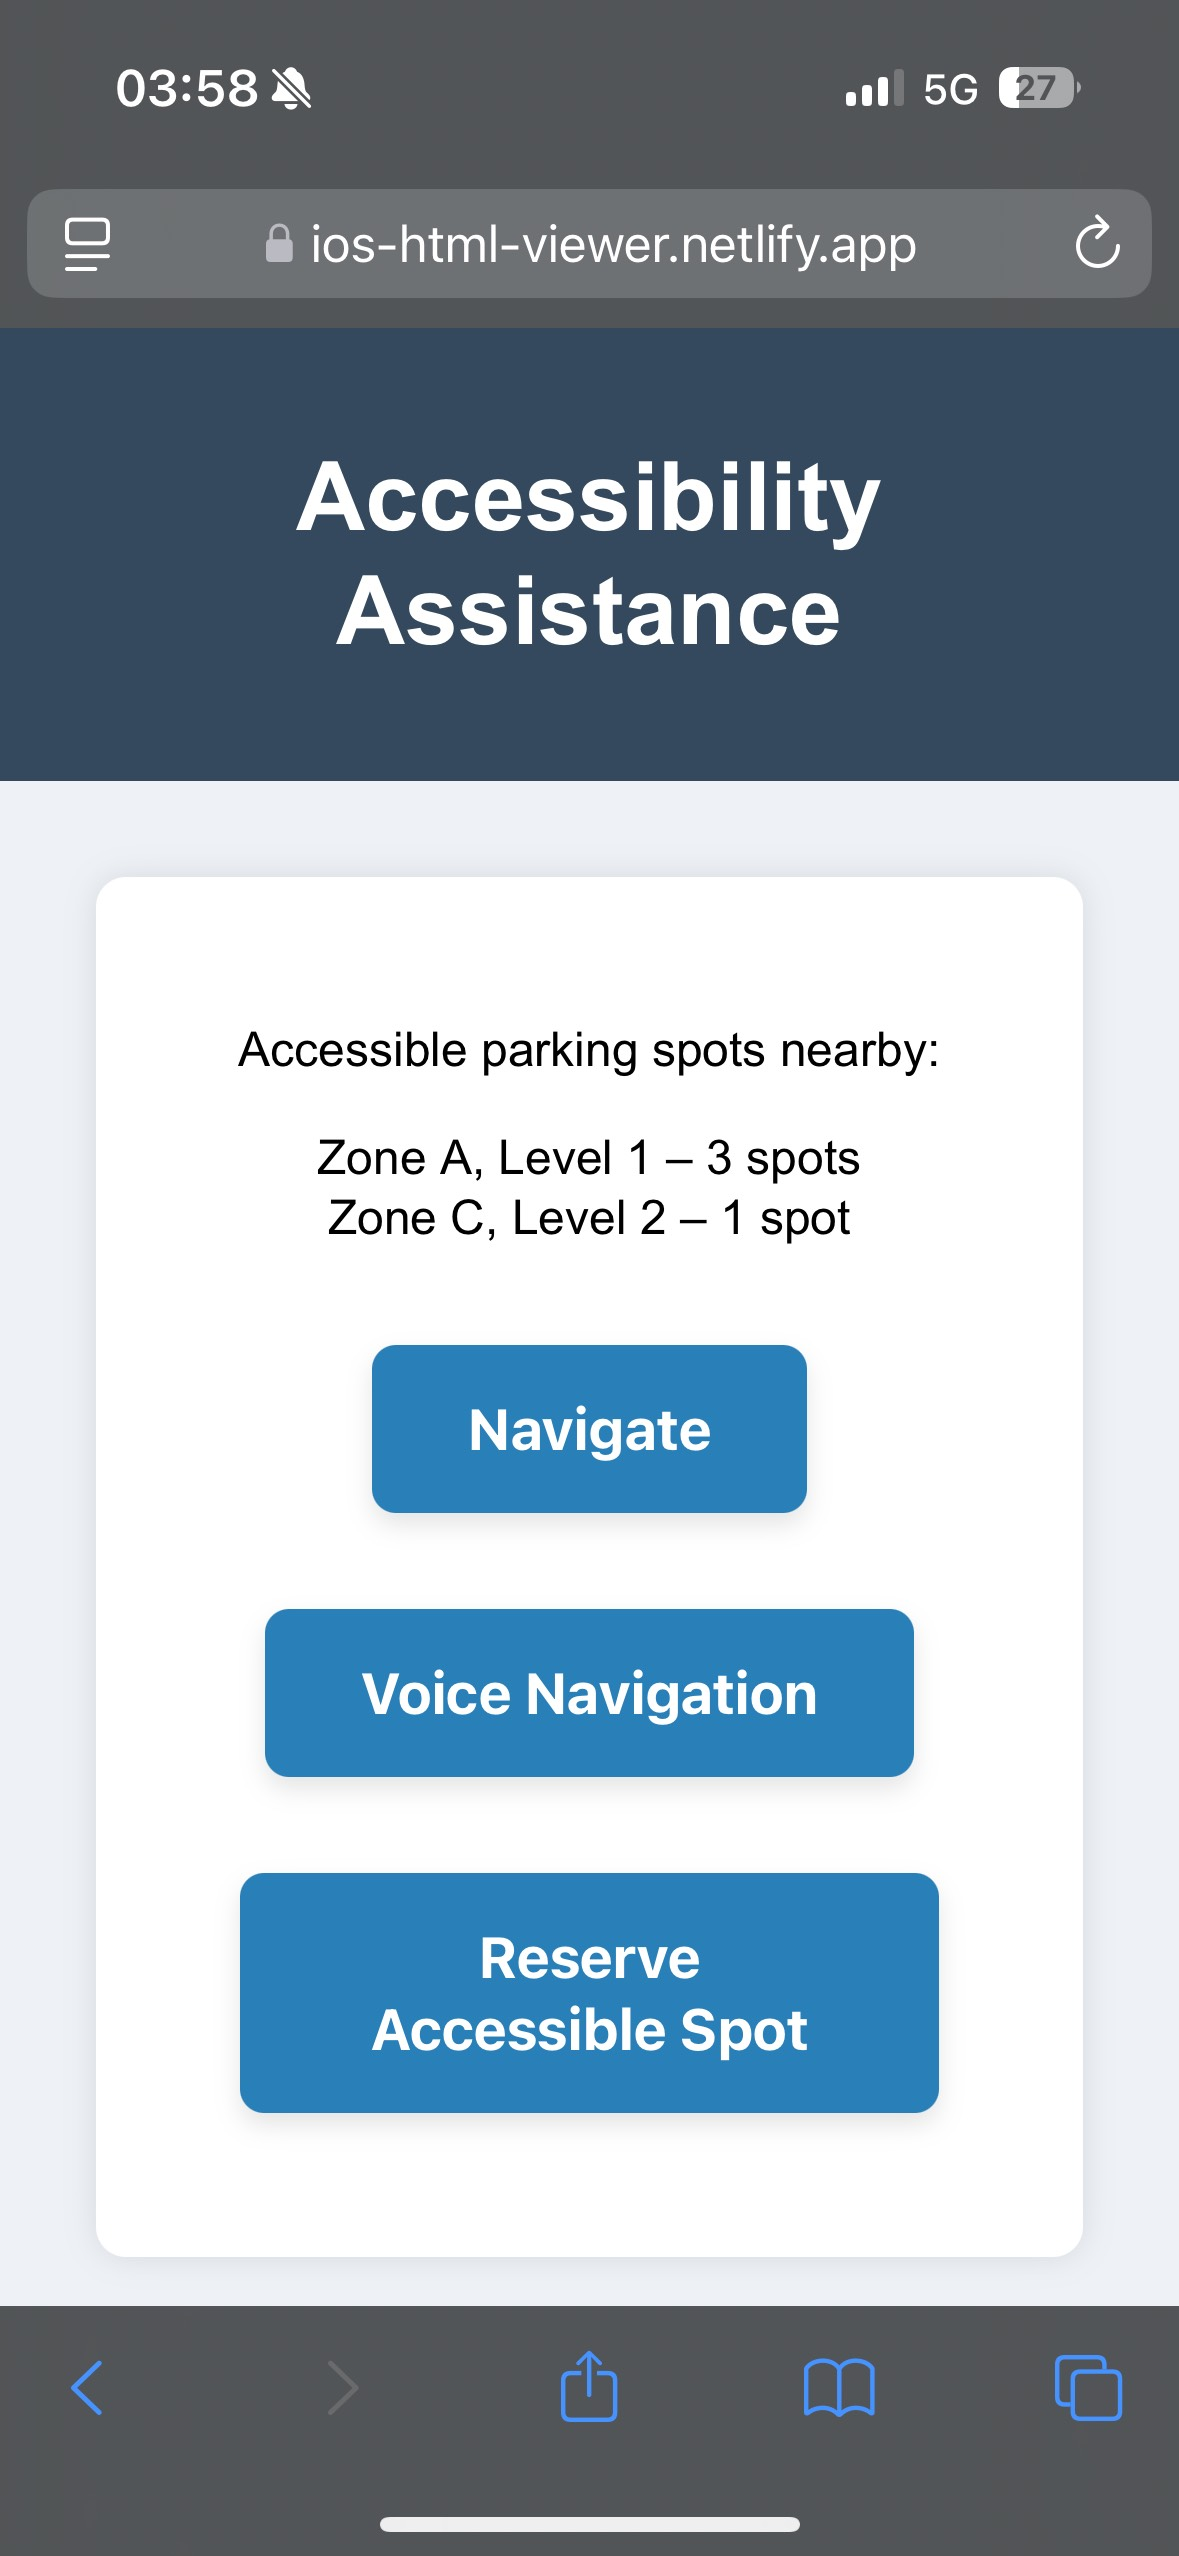 03:58
5G
27
ios-html-viewer.netlify.app
Accessibility
Assistance
Accessible parking spots nearby:
Zone A, Level 1 – 3 spots
Zone C, Level 2 – 1 spot
Navigate
Voice Navigation
Reserve
Accessible Spot